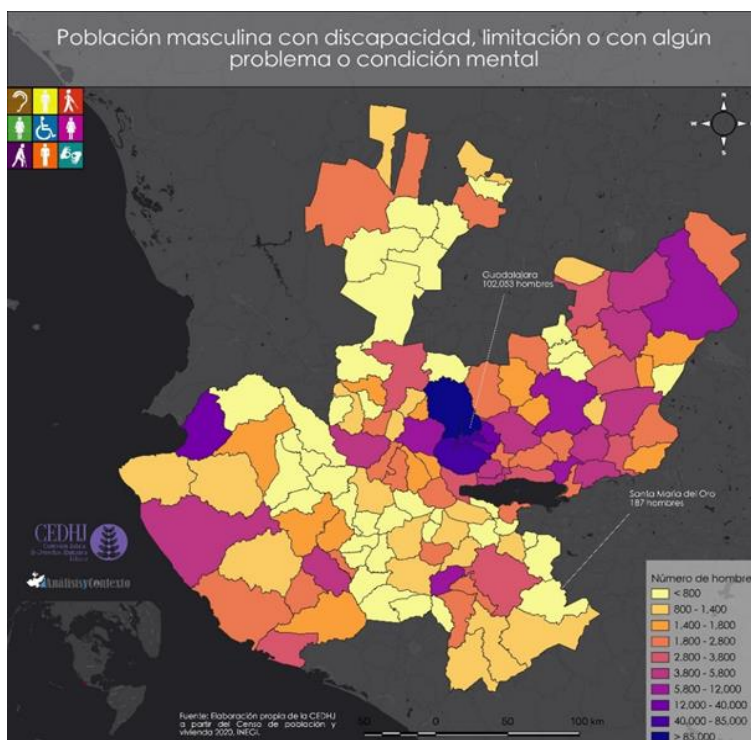 Población masculina con discapacidad, limitación o con algún
problema o condición mental
N
W
S
Guadalajara
102,053 hombres
Santa María del Oro
187 hombres
CEDHJ
AnálisisyContexto
Número de hombre
< 800
800 - 1,400
1,400 - 1,800
1,800 - 2,800
2,800 - 3,800
3,800 - 5,800
5,800 - 12,000
12,000 - 40,000
40,000 - 85,000
> 85,000
Fuente: Elaboración propia de la CEDHJ
a partir del Censo de población y
vivienda 2020, INEGI.
50
0
50
100 km